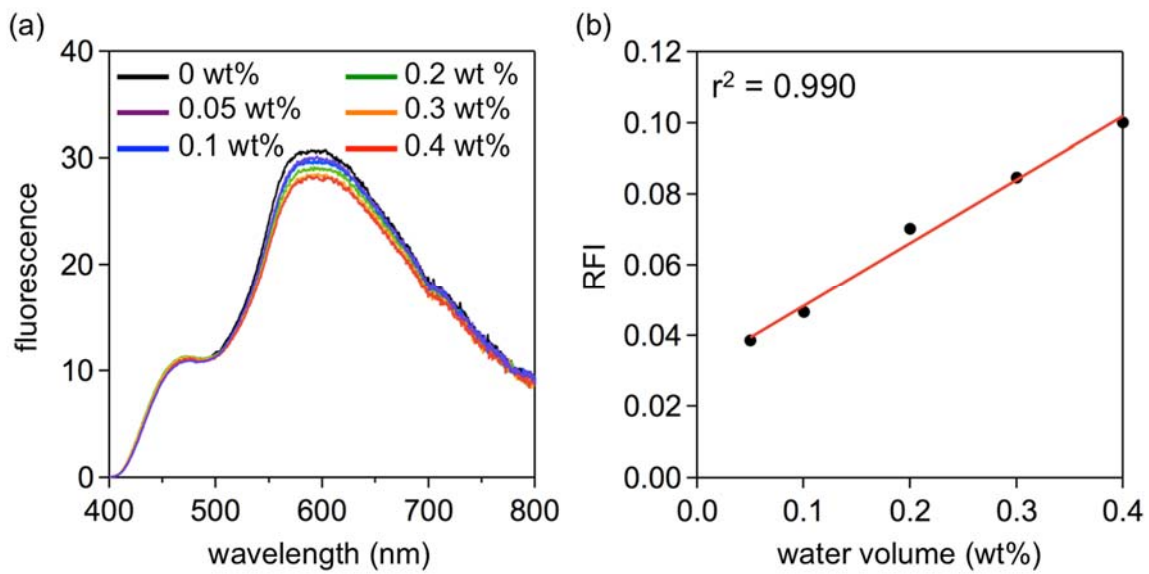 (a)
40
30
20
10
0
fluorescence
0 wt%
0.05 wt%
0.1 wt%
0.2 wt %
0.3 wt%
0.4 wt%
400
500
600
700
800
wavelength (nm)
(b)
0.12
0.10
0.08
0.06
0.04
0.02
0.00
RFI
r² = 0.990
0.0
0.1
0.2
0.3
0.4
water volume (wt%)